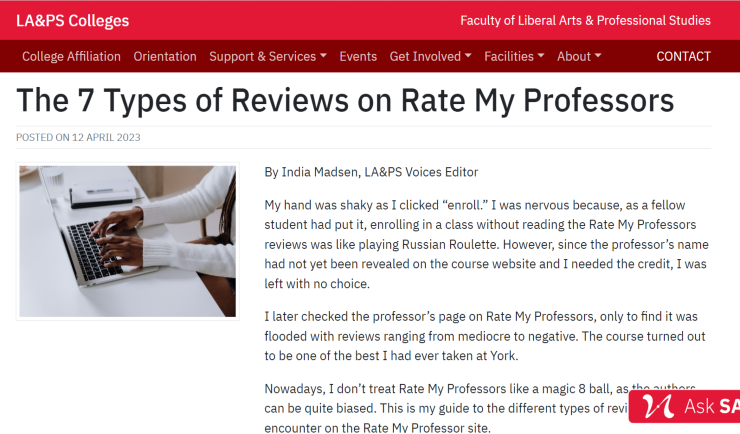 LA&PS Colleges
Faculty of Liberal Arts & Professional Studies
College Affiliation Orientation Support & Services Events Get Involved Facilities About CONTACT
The 7 Types of Reviews on Rate My Professors
POSTED ON 12 APRIL 2023
By India Madsen, LA&PS Voices Editor
My hand was shaky as I clicked “enroll.” I was nervous because, as a fellow
student had put it, enrolling in a class without reading the Rate My Professors
reviews was like playing Russian Roulette. However, since the professor’s name
had not yet been revealed on the course website and I needed the credit, I was
left with no choice.
I later checked the professor’s page on Rate My Professors, only to find it was
flooded with reviews ranging from mediocre to negative. The course turned out
to be one of the best I had ever taken at York.
Nowadays, I don’t treat Rate My Professors like a magic 8 ball, as the authors
can be quite biased. This is my guide to the different types of revi
encounter on the Rate My Professor site.
Ask SA